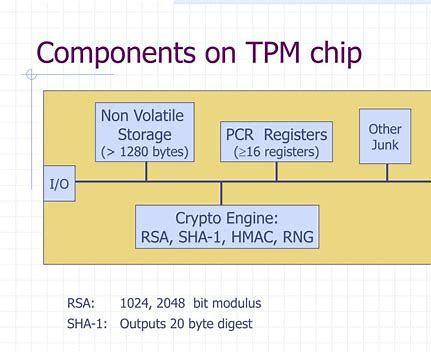 Components on TPM chip
Non Volatile
Storage
(> 1280 bytes)
PCR Registers
(≥16 registers)
Other
Junk
I/O
Crypto Engine:
RSA, SHA-1, HMAC, RNG
RSA: 1024, 2048 bit modulus
SHA-1: Outputs 20 byte digest